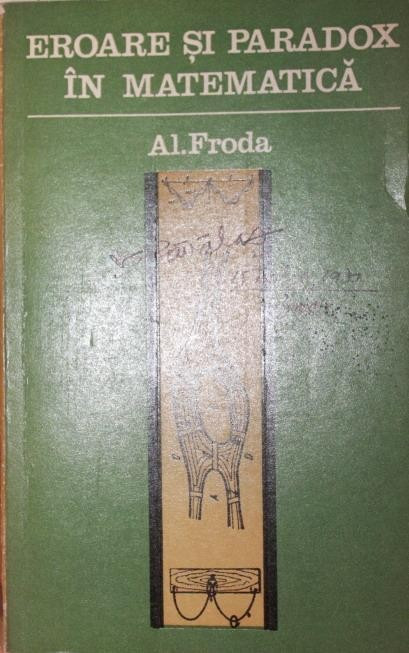 EROARE ȘI PARADOX
ÎN MATEMATICĂ
Al.Froda
D
D
A